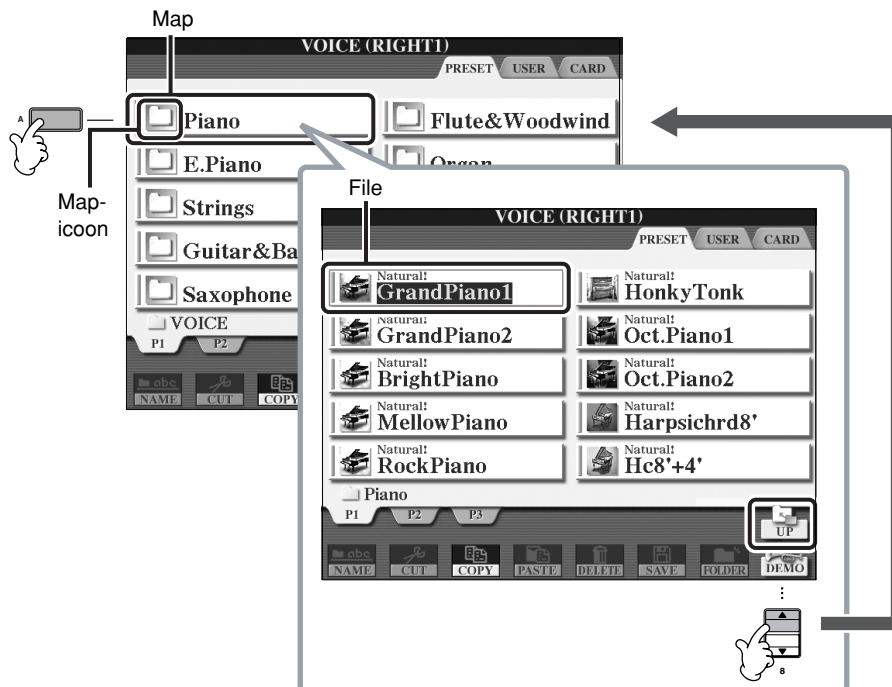 Map
VOICE (RIGHT1)
PRESET USER CARD
A
Piano
Flute&Woodwind
E.Piano
Organ
Map-
icoon
Strings
Guitar&Ba
Saxophone
VOICE
P1 P2
abc
NAME CUT COPY
File
VOICE (RIGHT1)
PRESET USER CARD
Natural!
GrandPiano1
Natural!
HonkyTonk
Natural!
GrandPiano2
Natural!
Oct.Piano1
Natural!
BrightPiano
Natural!
Oct.Piano2
Natural!
MellowPiano
Natural!
Harpsichrd8'
Natural!
RockPiano
Natural!
Hc8'+4'
Piano
P1 P2 P3
UP
abc
NAME CUT COPY PASTE DELETE SAVE FOLDER DEMO
8